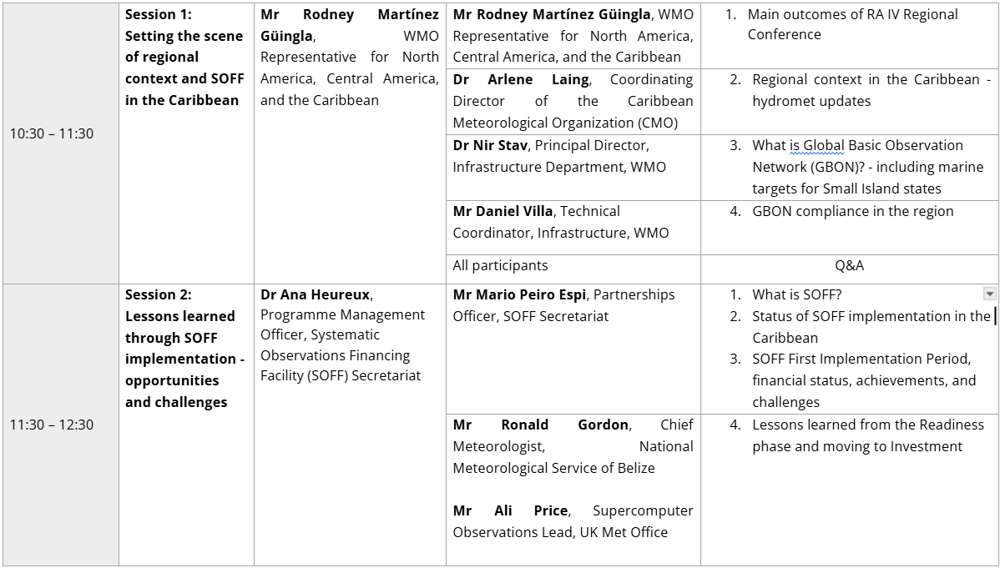 10:30 – 11:30
Session 1:
Setting the scene
of regional
context and SOFF
in the Caribbean
Mr Rodney Martínez
Güingla, WMO
Representative for North
America, Central America,
and the Caribbean
Mr Rodney Martínez Güingla, WMO
Representative for North America,
Central America, and the Caribbean
1. Main outcomes of RA IV Regional
Conference
Dr Arlene Laing, Coordinating
Director of the Caribbean
Meteorological Organization (CMO)
2. Regional context in the Caribbean -
hydromet updates
Dr Nir Stav, Principal Director,
Infrastructure Department, WMO
3. What is Global Basic Observation
Network (GBON)? - including marine
targets for Small Island states
Mr Daniel Villa, Technical
Coordinator, Infrastructure, WMO
4. GBON compliance in the region
All participants
Q&A
11:30 – 12:30
Session 2:
Lessons learned
through SOFF
implementation -
opportunities
and challenges
Dr Ana Heureux,
Programme Management
Officer, Systematic
Observations Financing
Facility (SOFF) Secretariat
Mr Mario Peiro Espi, Partnerships
Officer, SOFF Secretariat
1. What is SOFF?
2. Status of SOFF implementation in the
Caribbean
3. SOFF First Implementation Period,
financial status, achievements, and
challenges
Mr Ronald Gordon, Chief
Meteorologist, National
Meteorological Service of Belize
Mr Ali Price, Supercomputer
Observations Lead, UK Met Office
4. Lessons learned from the Readiness
phase and moving to Investment